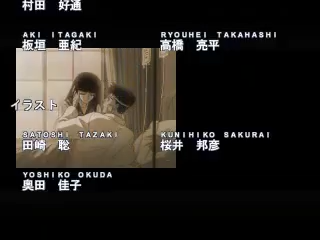 村田　好通
AKI ITAGAKI　RYOUHEI TAKAHASHI
板垣　亜紀　高橋　亮平
イラスト
SATOSHI TAZAKI　KUNIHIKO SAKURAI
田崎　聡　桜井　邦彦
YOSHIKO OKUDA
奥田　佳子